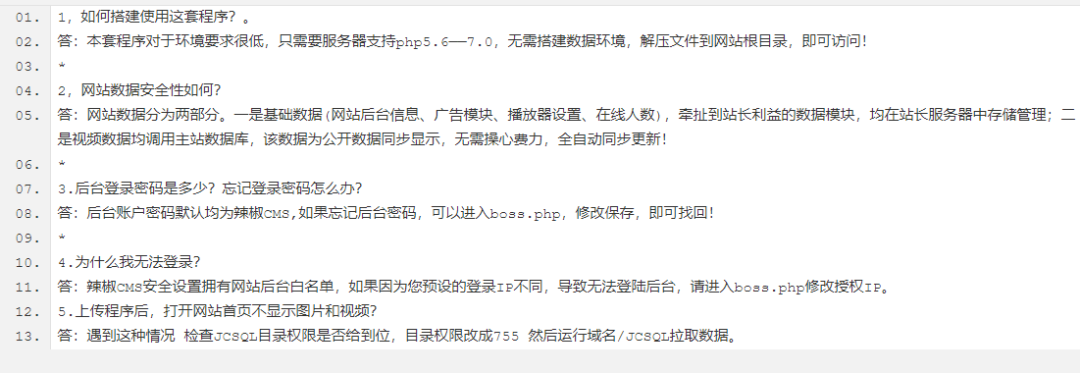 01. 1，如何搭建使用这套程序？。
02. 答：本套程序对于环境要求很低，只需要服务器支持php5.6——7.0，无需搭建数据环境，解压文件到网站根目录，即可访问！
03. *
04. 2，网站数据安全性如何？
05. 答：网站数据分为两部分。一是基础数据(网站后台信息、广告模块、播放器设置、在线人数)，牵扯到站长利益的数据模块，均在站长服务器中存储管理；二
是视频数据均调用主站数据库，该数据为公开数据同步显示，无需操心费力，全自动同步更新！
06. *
07. 3.后台登录密码是多少？忘记登录密码怎么办？
08. 答：后台账户密码默认均为辣椒CMS,如果忘记后台密码，可以进入boss.php，修改保存，即可找回！
09. *
10. 4.为什么我无法登录？
11. 答：辣椒CMS安全设置拥有网站后台白名单，如果因为您预设的登录IP不同，导致无法登陆后台，请进入boss.php修改授权IP。
12. 5.上传程序后，打开网站首页不显示图片和视频？
13. 答：遇到这种情况 检查JCSQL目录权限是否给到位，目录权限改成755 然后运行域名/JCSQL拉取数据。